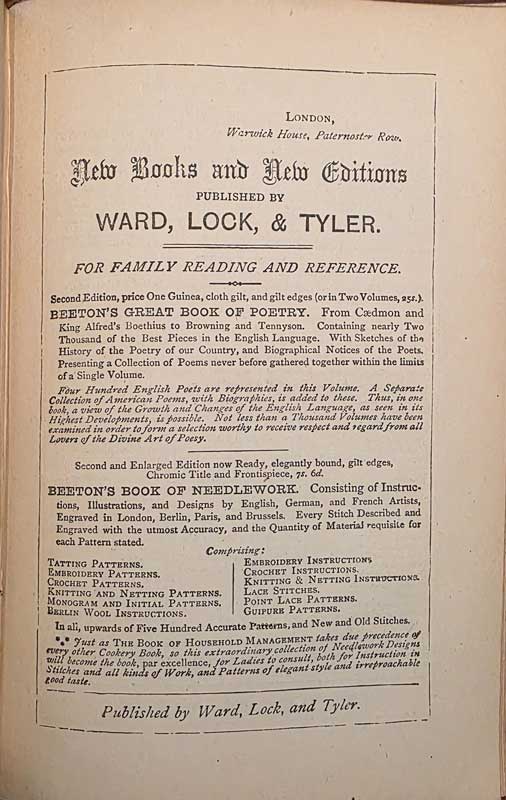 LONDON,
Warwick House, Paternoster Row.
New Books and New Editions
PUBLISHED BY
WARD, LOCK, & TYLER.
FOR FAMILY READING AND REFERENCE.
Second Edition, price One Guinea, cloth gilt, and gilt edges (or in Two Volumes, 25s.).
BEETON'S GREAT BOOK OF POETRY. From Cædmon and
King Alfred's Boethius to Browning and Tennyson. Containing nearly Two
Thousand of the Best Pieces in the English Language. With Sketches of the
History of the Poetry of our Country, and Biographical Notices of the Poets.
Presenting a Collection of Poems never before gathered together within the limits
of a Single Volume.
Four Hundred English Poets are represented in this Volume. A Separate
Collection of American Poems, with Biographies, is added to these. Thus, in one
book, a view of the Growth and Changes of the English Language, as seen in its
Highest Developments, is possible. Not less than a Thousand Volumes have been
examined in order to form a selection worthy to receive respect and regard from all
Lovers of the Divine Art of Poesy.
Second and Enlarged Edition now Ready, elegantly bound, gilt edges,
Chromic Title and Frontispiece, 7s. 6d.
BEETON'S BOOK OF NEEDLEWORK. Consisting of Instruc-
tions, Illustrations, and Designs by English, German, and French Artists,
Engraved in London, Berlin, Paris, and Brussels. Every Stitch Described and
Engraved with the utmost Accuracy, and the Quantity of Material requisite for
each Pattern stated.
Comprising:
TATTING PATTERNS.
EMBROIDERY PATTERNS.
CROCHET PATTERNS.
KNITTING AND NETTING PATTERNS.
MONOGRAM AND INITIAL PATTERNS.
BERLIN WOOL INSTRUCTIONS.
EMBROIDERY INSTRUCTIONS.
CROCHET INSTRUCTIONS.
KNITTING & NETTING INSTRUCTIONS.
LACE STITCHES.
POINT LACE PATTERNS.
GUIPURE PATTERNS.
In all, upwards of Five Hundred Accurate Patterns, and New and Old Stitches.
*** Just as THE BOOK OF HOUSEHOLD MANAGEMENT takes due precedence of
every other Cookery Book, so this extraordinary collection of Needlework Designs
will become the book, par excellence, for Ladies to consult, both for Instruction in
Stitches and all kinds of Work, and Patterns of elegant style and irreproachable
good taste.
Published by Ward, Lock, and Tyler.